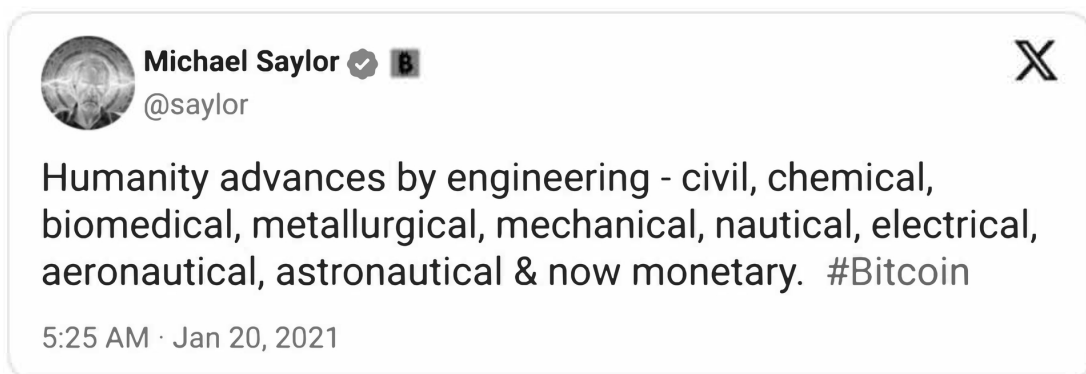 Michael Saylor
@saylor
Humanity advances by engineering - civil, chemical,
biomedical, metallurgical, mechanical, nautical, electrical,
aeronautical, astronautical & now monetary. #Bitcoin
5:25 AM · Jan 20, 2021